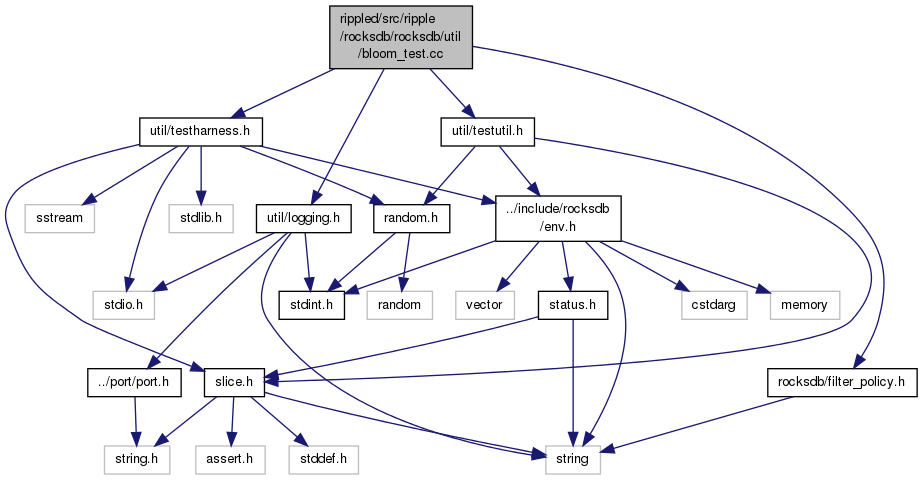 rippled/src/ripple
/rocksdb/rocksdb/util
/bloom_test.cc
util/testharness.h
util/testutil.h
sstream
stdlib.h
util/logging.h
random.h
../include/rocksdb
/env.h
stdio.h
stdint.h
random
vector
status.h
cstdarg
memory
../port/port.h
slice.h
rocksdb/filter_policy.h
string.h
assert.h
stddef.h
string